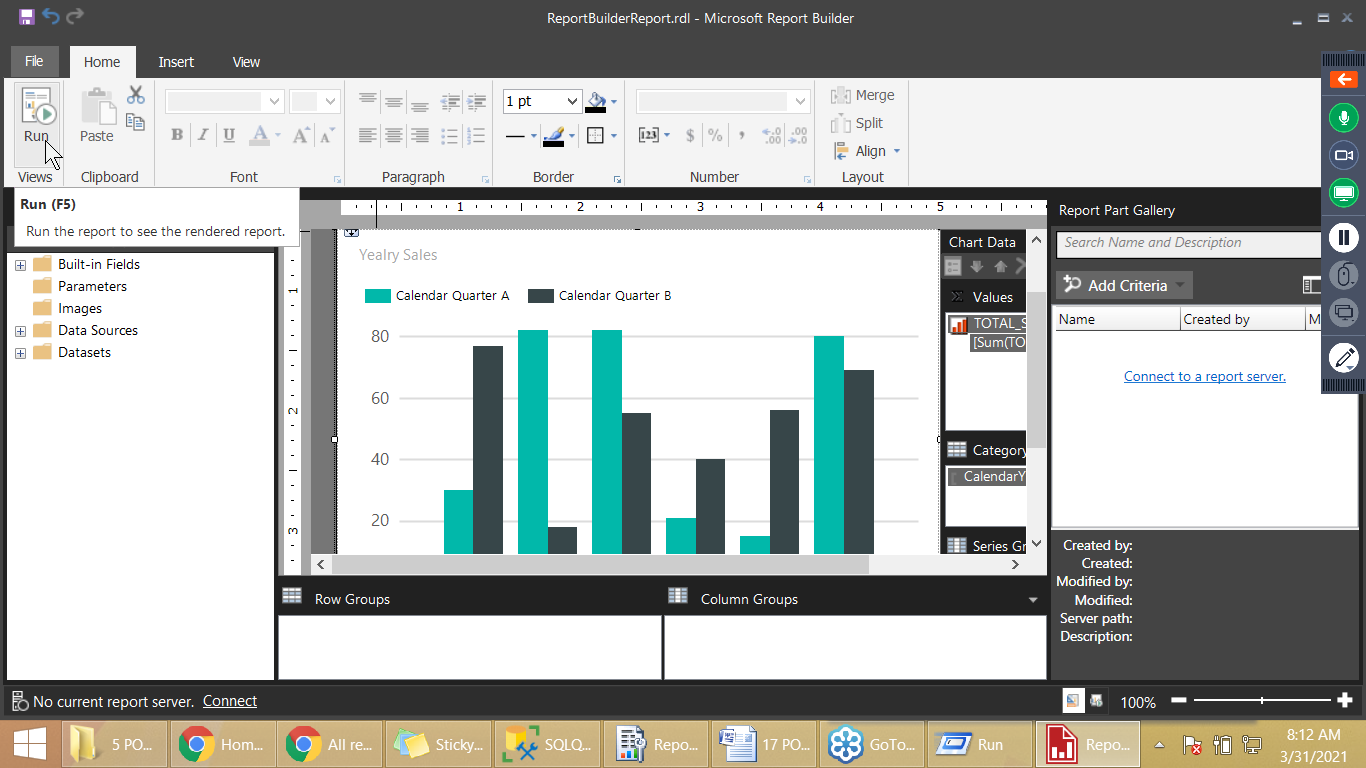 ReportBuilderReport.rdl - Microsoft Report Builder
File
Home
Insert
View
Run
Paste
Views
Clipboard
Font
Paragraph
1 pt
Border
Number
Merge
Split
Align
Layout
B I U A A A
$ % ,
Run (F5)
Run the report to see the rendered report.
Built-in Fields
Parameters
Images
Data Sources
Datasets
1 2 3 4 5
1
2
3
Yealry Sales
Calendar Quarter A
Calendar Quarter B
80
60
40
20
Chart Data
Values
TOTAL_S
[Sum(TO
Category
CalendarY
Series Gr
Row Groups
Column Groups
Report Part Gallery
Search Name and Description
Add Criteria
Name
Created by
M
Connect to a report server.
Created by:
Created:
Modified by:
Modified:
Server path:
Description:
No current report server. Connect
100%
5 PO...
Hom...
All re...
Sticky...
SQLQ...
Repo...
17 PO...
GoTo...
Run
Repo...
8:12 AM
3/31/2021